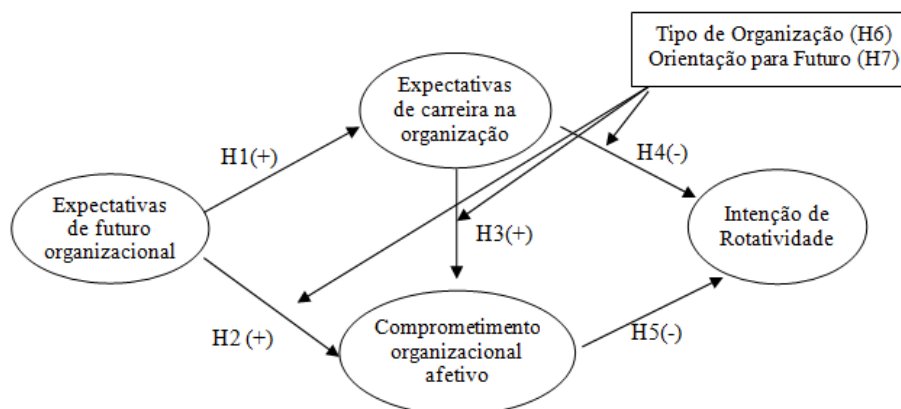 Tipo de Organização (H6)
Orientação para Futuro (H7)
Expectativas
de carreira na
organização
H1(+)
H4(-)
Expectativas
de futuro
organizacional
H3(+)
Intenção de
Rotatividade
H2 (+)
Comprometimento
organizacional
afetivo
H5(-)